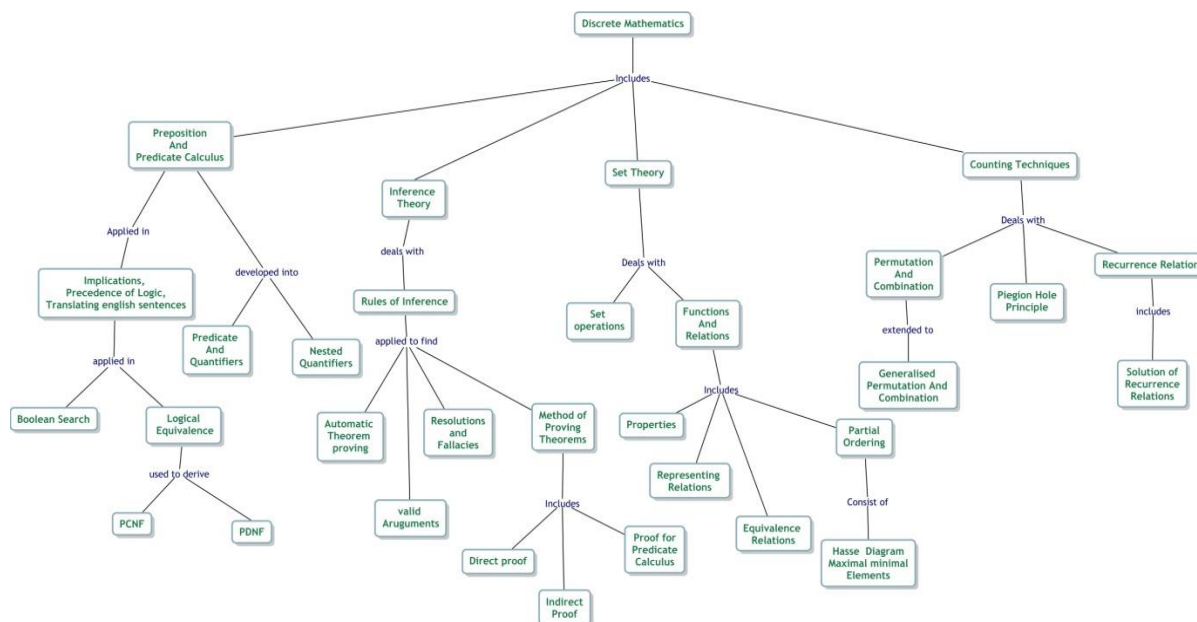 Discrete Mathematics
Includes
Preposition
And
Predicate Calculus
Inference
Theory
Set Theory
Counting Techniques
Applied in
developed into
deals with
Deals with
Deals with
Implications,
Precedence of Logic,
Translating english sentences
Predicate
And
Quantifiers
Nested
Quantifiers
Rules of Inference
Set
operations
Functions
And
Relations
Permutation
And
Combination
Piegion Hole
Principle
Recurrence Relation
applied in
applied to find
Includes
extended to
Includes
Boolean Search
Logical
Equivalence
Automatic
Theorem
proving
valid
Aruguments
Resolutions
and
Fallacies
Method of
Proving
Theorems
Properties
Representing
Relations
Equivalence
Relations
Partial
Ordering
Generalised
Permutation And
Combination
Solution of
Recurrence
Relations
used to derive
Includes
Consist of
PCNF
PDNF
Direct proof
Indirect
Proof
Proof for
Predicate
Calculus
Hasse Diagram
Maximal minimal
Elements